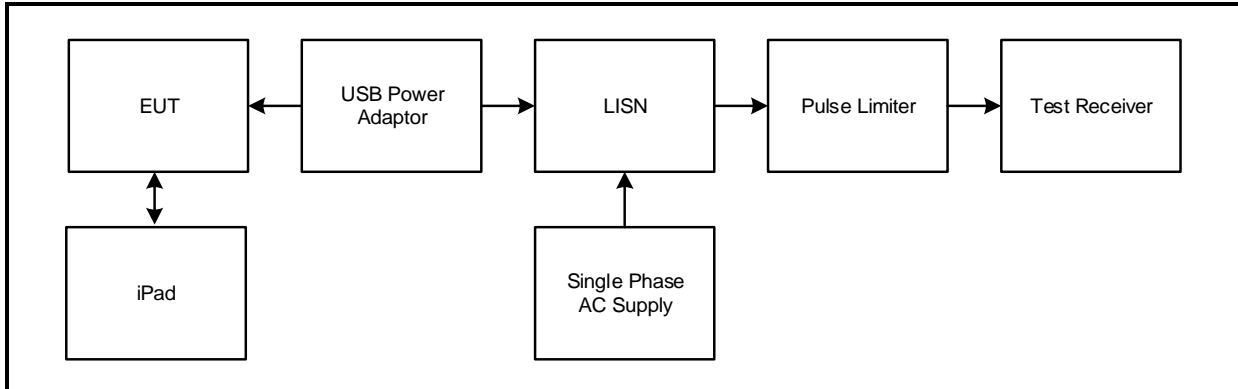 EUT
USB Power
Adaptor
LISN
Pulse Limiter
Test Receiver
iPad
Single Phase
AC Supply